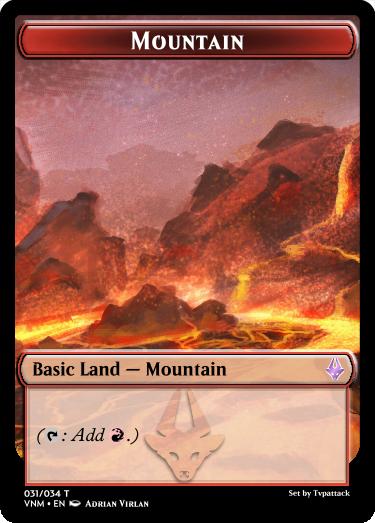 Mountain
Basic Land — Mountain
(: Add .)
031/034 T
VNM • EN Adrian Virlan
Set by Tvpattack